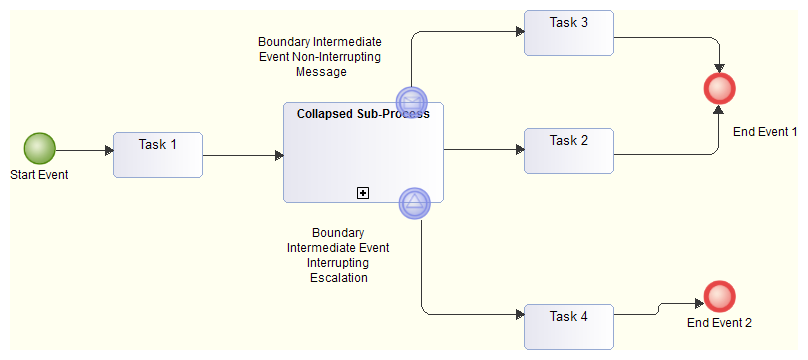 Boundary Intermediate
Event Non-Interrupting
Message
Task 3
Collapsed Sub-Process
End Event 1
Task 1
Task 2
Start Event
Boundary
Intermediate Event
Interrupting
Escalation
Task 4
End Event 2